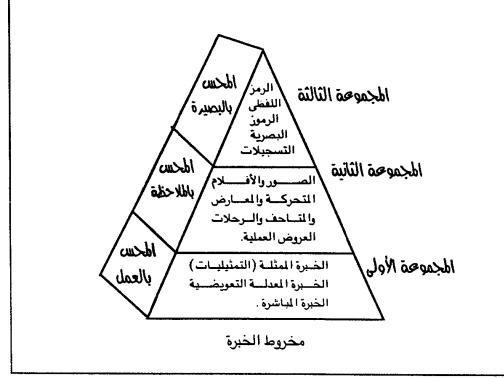 المجموعة الثالثة
الرمز
اللفظى
الرموز
البصرية
التسجيلات
المحس
بالبصيرة
المجموعة الثانية
الصور والأفلام
المتحركة والمعارض
والمتاحف والرحلات
العروض العملية.
المحس
بالملاحظة
المجموعة الأولى
الخبرة الممثلة (التمثيليات)
الخبرة المعدلة التعويضية
الخبرة المباشرة .
المحس
بالعمل
مخروط الخبرة